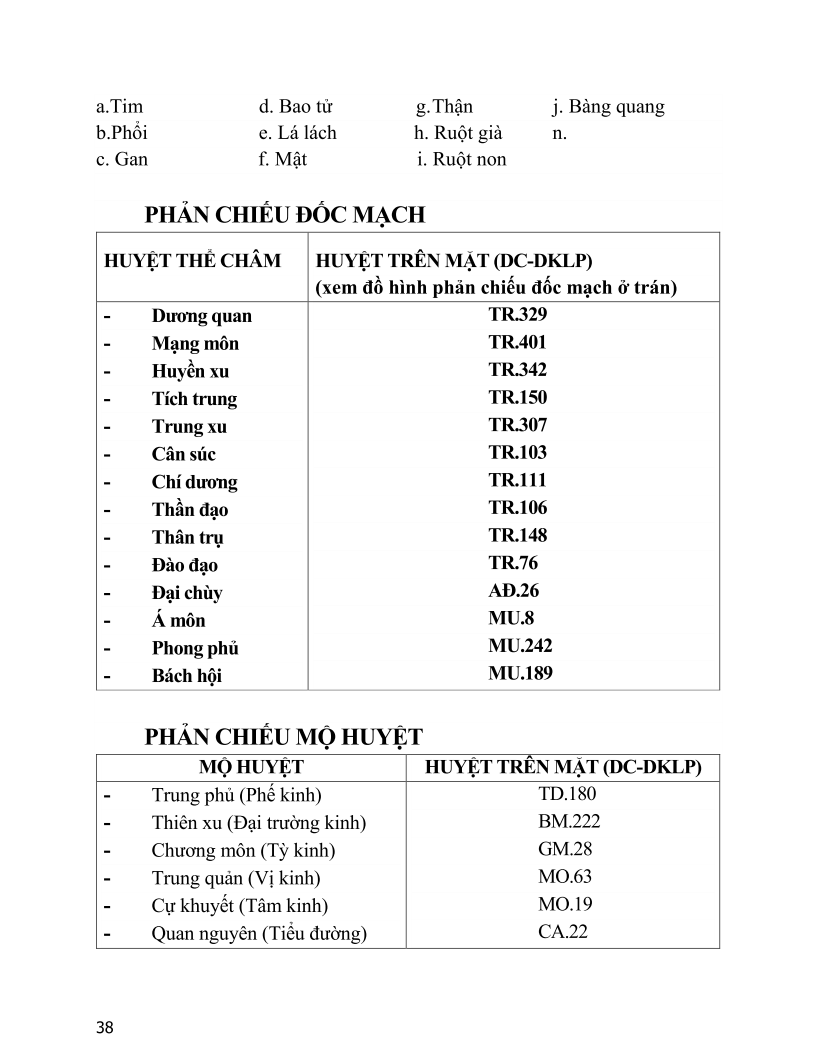 a.Tim d. Bao tử g.Thận j. Bàng quang
b.Phổi e. Lá lách h. Ruột già n.
c. Gan f. Mật i. Ruột non
PHẢN CHIẾU ĐỐC MẠCH
HUYỆT THỂ CHÂM HUYỆT TRÊN MẶT (DC-DKLP)
(xem đồ hình phản chiếu đốc mạch ở trán)
- Dương quan TR.329
- Mạng môn TR.401
- Huyền xu TR.342
- Tích trung TR.150
- Trung xu TR.307
- Cân súc TR.103
- Chí dương TR.111
- Thần đạo TR.106
- Thân trụ TR.148
- Đào đạo TR.76
- Đại chùy AĐ.26
- Á môn MU.8
- Phong phủ MU.242
- Bách hội MU.189
PHẢN CHIẾU MỘ HUYỆT
MỘ HUYỆT HUYỆT TRÊN MẶT (DC-DKLP)
- Trung phủ (Phế kinh) TD.180
- Thiên xu (Đại trường kinh) BM.222
- Chương môn (Tỳ kinh) GM.28
- Trung quản (Vị kinh) MO.63
- Cự khuyết (Tâm kinh) MO.19
- Quan nguyên (Tiểu đường) CA.22
38